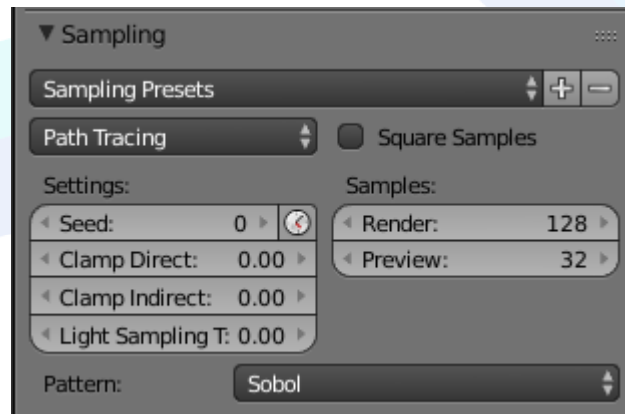 Sampling
Sampling Presets
Path Tracing
Square Samples
Settings:
Samples:
Seed: 0
Render: 128
Clamp Direct: 0.00
Preview: 32
Clamp Indirect: 0.00
Light Sampling T: 0.00
Pattern: Sobol